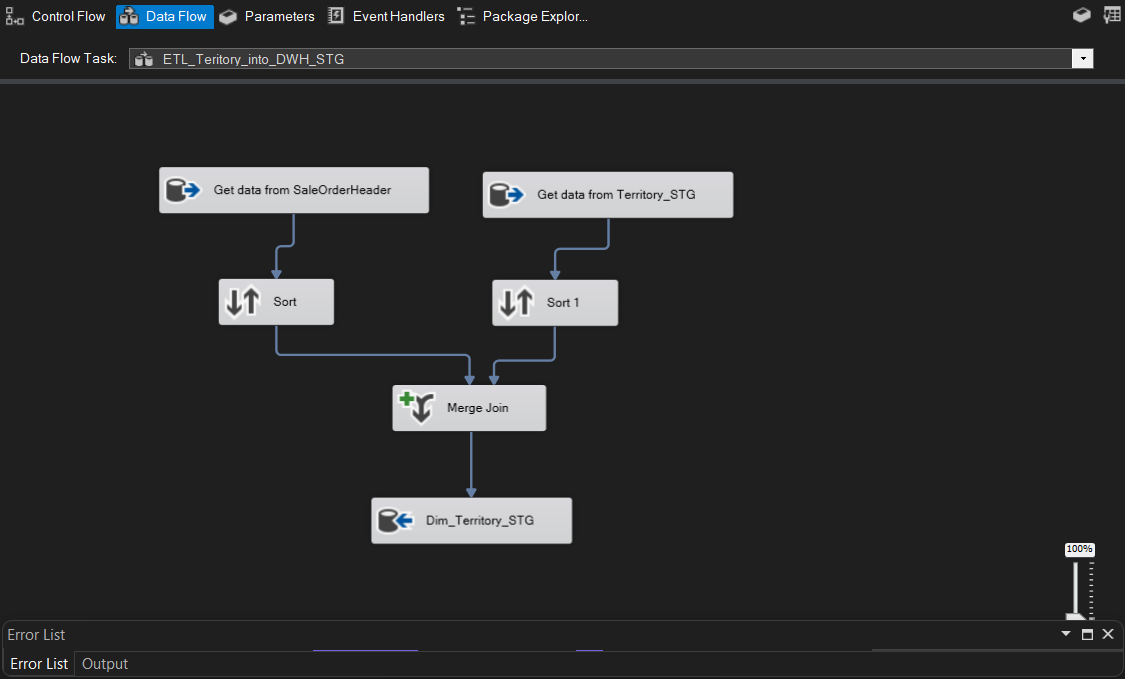 Control Flow
Data Flow
Parameters
Event Handlers
Package Explor...
Data Flow Task:
ETL_Teritory_into_DWH_STG
Get data from SaleOrderHeader
Get data from Territory_STG
Sort
Sort 1
Merge Join
Dim_Territory_STG
100%
Error List
Error List
Output